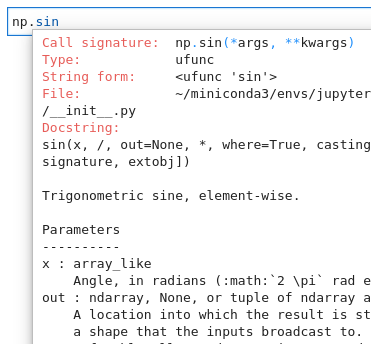 np.sin
Call signature:  np.sin(*args, **kwargs)
Type:            ufunc
String form:     <ufunc 'sin'>
File:            ~/miniconda3/envs/jupyter
/__init__.py
Docstring:
sin(x, /, out=None, *, where=True, casting
signature, extobj])
Trigonometric sine, element-wise.
Parameters
----------
x : array_like
    Angle, in radians (:math:`2 \pi` rad e
out : ndarray, None, or tuple of ndarray a
    A location into which the result is st
    a shape that the inputs broadcast to.